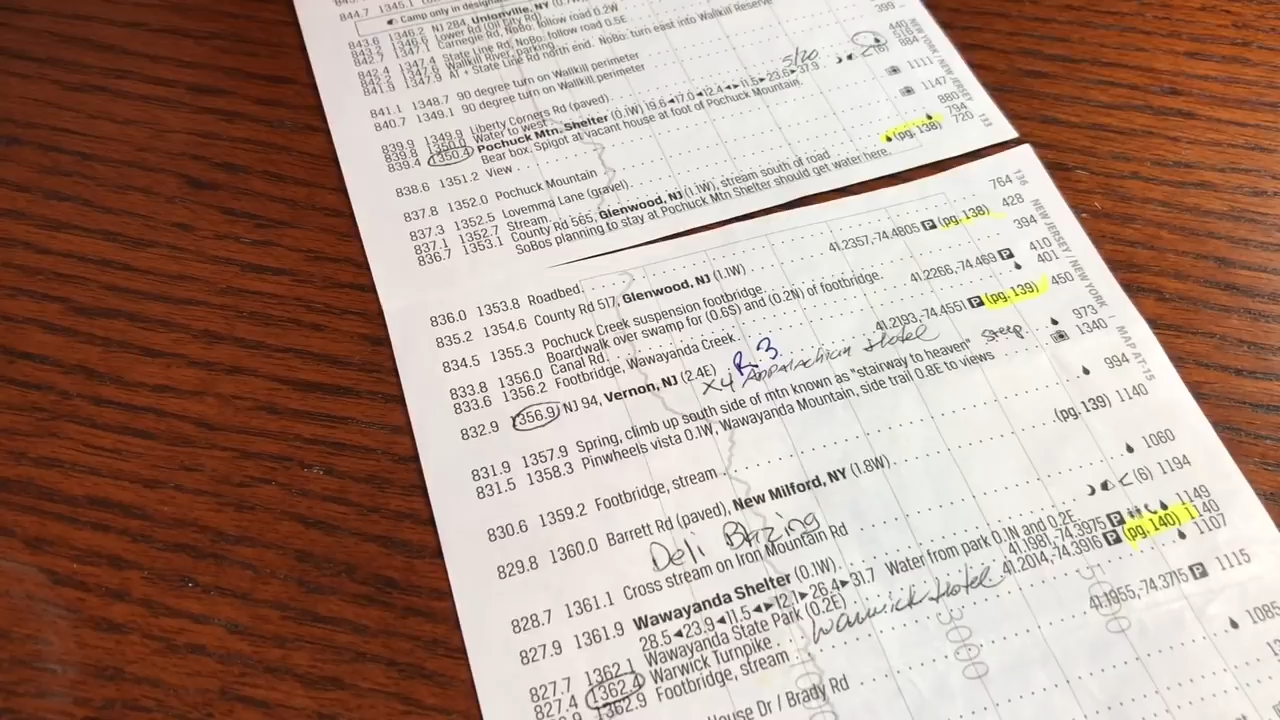 844.7 1345.1
Camp only in designa
843.6 1346.2 NJ 284, Unionville, NY
Lower Rd (Oil City Rd)
1347.1 Carnegie Rd, NoBo: follow road 0.2W
842.4 1347.4 State Line Rd, NoBo: follow road 0.5E
Wallkill River, parking
841.9 1347.9 State Line Rd north end. NoBo: turn east into Wallkill Reserve
399
841.1 1348.7 90 degree turn on Wallkill perimeter
840.7 1349.1 90 degree turn on Wallkill perimeter
440
839.9 1349.9 Liberty Corners Rd (paved)
839.8 Water to west
884
5/20
839.4 1350.4 Pochuck Mtn. Shelter (0.1W) 19.6◂17.0◂12.4◂▸11.5▸23.6▸37.9
Bear box. Spigot at vacant house at foot of Pochuck Mountain.
838.6 1351.2 View 1111
837.8 1352.0 Pochuck Mountain 1147
837.3 1352.5 Lovemma Lane (gravel) 880
837.1 1352.7 Stream 794
836.7 1353.1 County Rd 565, Glenwood, NJ (1.1W), stream south of road (pg. 138) 720
SoBos planning to stay at Pochuck Mtn Shelter should get water here.
NEW YORK / NEW JERSEY 133
136 NEW JERSEY / NEW YORK - MAP AT-15
836.0 1353.8 Roadbed 764
835.2 1354.6 County Rd 517, Glenwood, NJ (1.1W) 41.2357,-74.4805 P (pg. 138) 428
834.5 1355.3 Pochuck Creek suspension footbridge. 394
Boardwalk over swamp for (0.6S) and (0.2N) of footbridge.
833.8 1356.0 Canal Rd 41.2266,-74.469 P 410
833.6 1356.2 Footbridge, Wawayanda Creek 401
832.9 1356.9 NJ 94, Vernon, NJ (2.4E) 41.2193,-74.4551 P (pg. 139) 450
R. 3
X4 Appalachian Hotel
831.9 1357.9 Spring, climb up south side of mtn known as "stairway to heaven" Steep 973
831.5 1358.3 Pinwheels vista 0.1W, Wawayanda Mountain, side trail 0.8E to views 1340
830.6 1359.2 Footbridge, stream 994
829.8 1360.0 Barrett Rd (paved), New Milford, NY (1.8W) (pg. 139) 1140
Deli
828.7 1361.1 Cross stream on Iron Mountain Rd 1060
827.9 1361.9 Wawayanda Shelter (0.1W). (6) 1194
28.5◂23.9◂11.5◂▸12.1▸26.4▸31.7 Water from park 0.1N and 0.2E
827.7 1362.1 Wawayanda State Park (0.2E) 41.1981,-74.3975 P 1149
827.4 1362.4 Warwick Turnpike 41.2014,-74.3916 P (pg. 140) 1140
Warwick Hotel
1362.9 Footbridge, stream 1107
House Dr / Brady Rd 41.1955,-74.3715 P 1115
1085
3000
5000